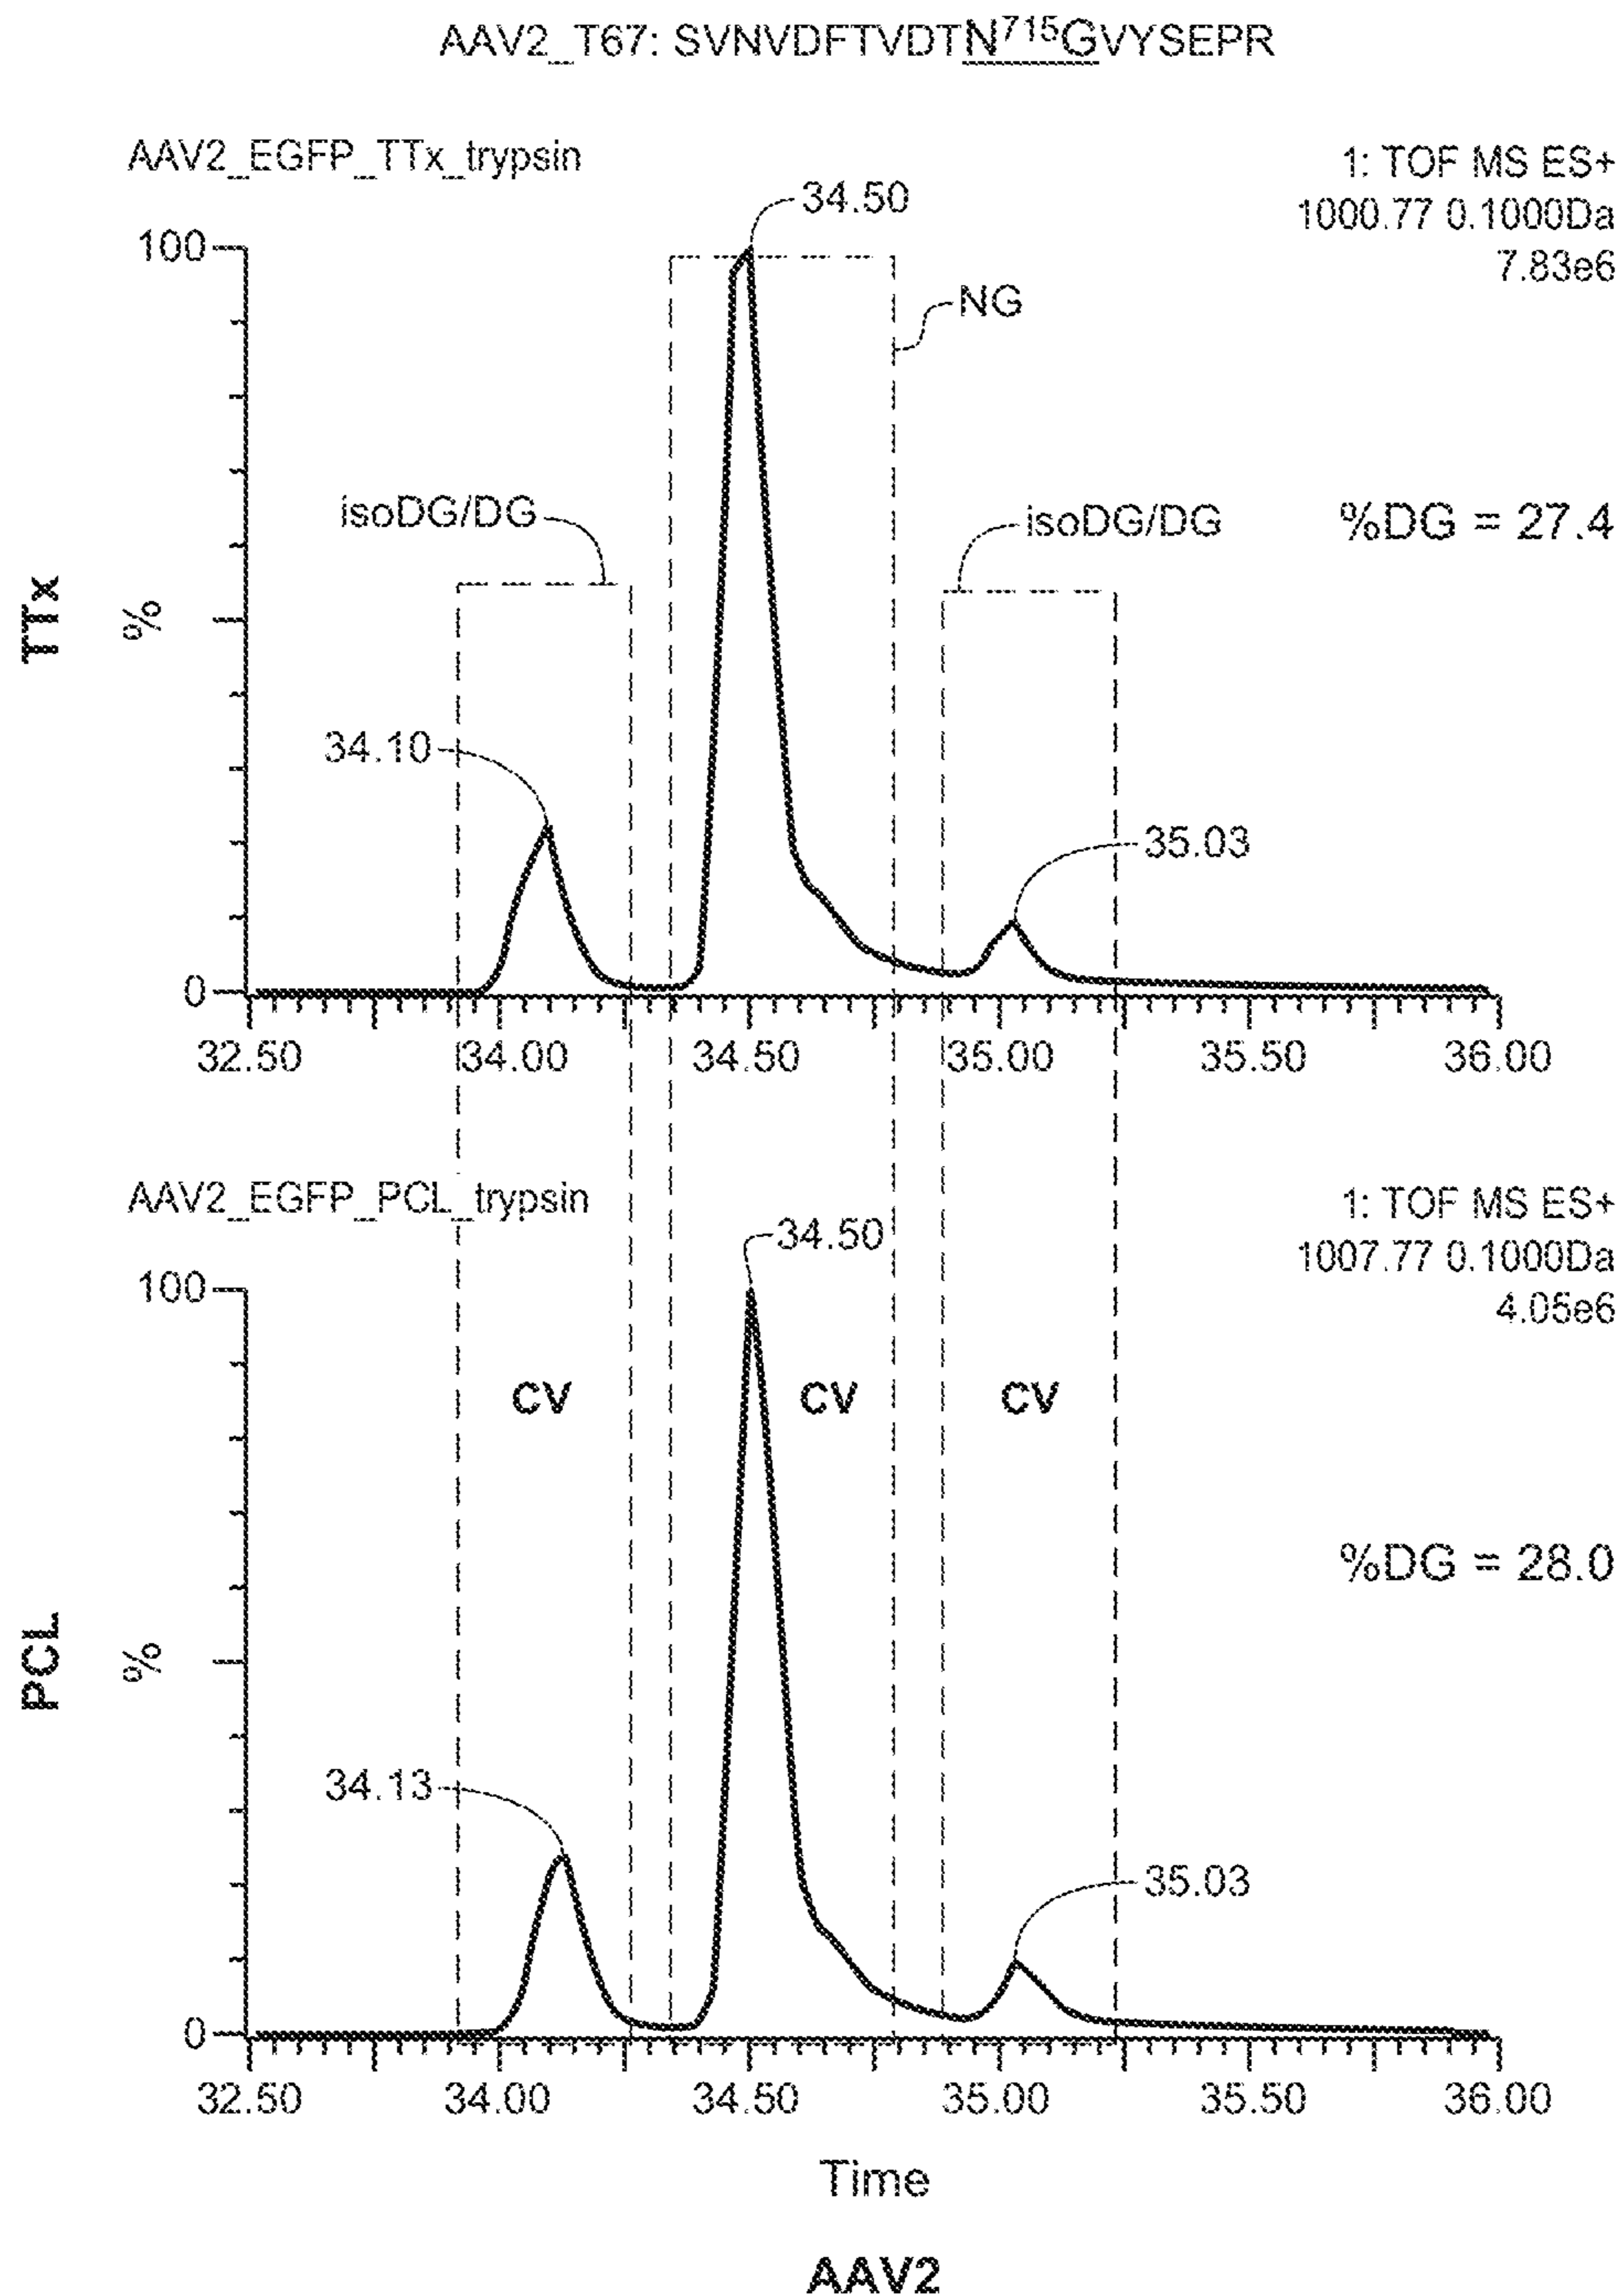 AAV2_T67: SVNVDFTVDTN⁷¹⁵GVYSEPR
AAV2_EGFP_TTx_trypsin
1: TOF MS ES+
1000.77 0.1000Da
7.83e6
34.50
100
NG
isoDG/DG
isoDG/DG
%DG = 27.4
TTx
%
34.10
35.03
0
32.50 34.00 34.50 35.00 35.50 36.00
AAV2_EGFP_PCL_trypsin
1: TOF MS ES+
1007.77 0.1000Da
4.05e6
34.50
100
CV CV CV
%DG = 28.0
PCL
%
34.13
35.03
0
32.50 34.00 34.50 35.00 35.50 36.00
Time
AAV2